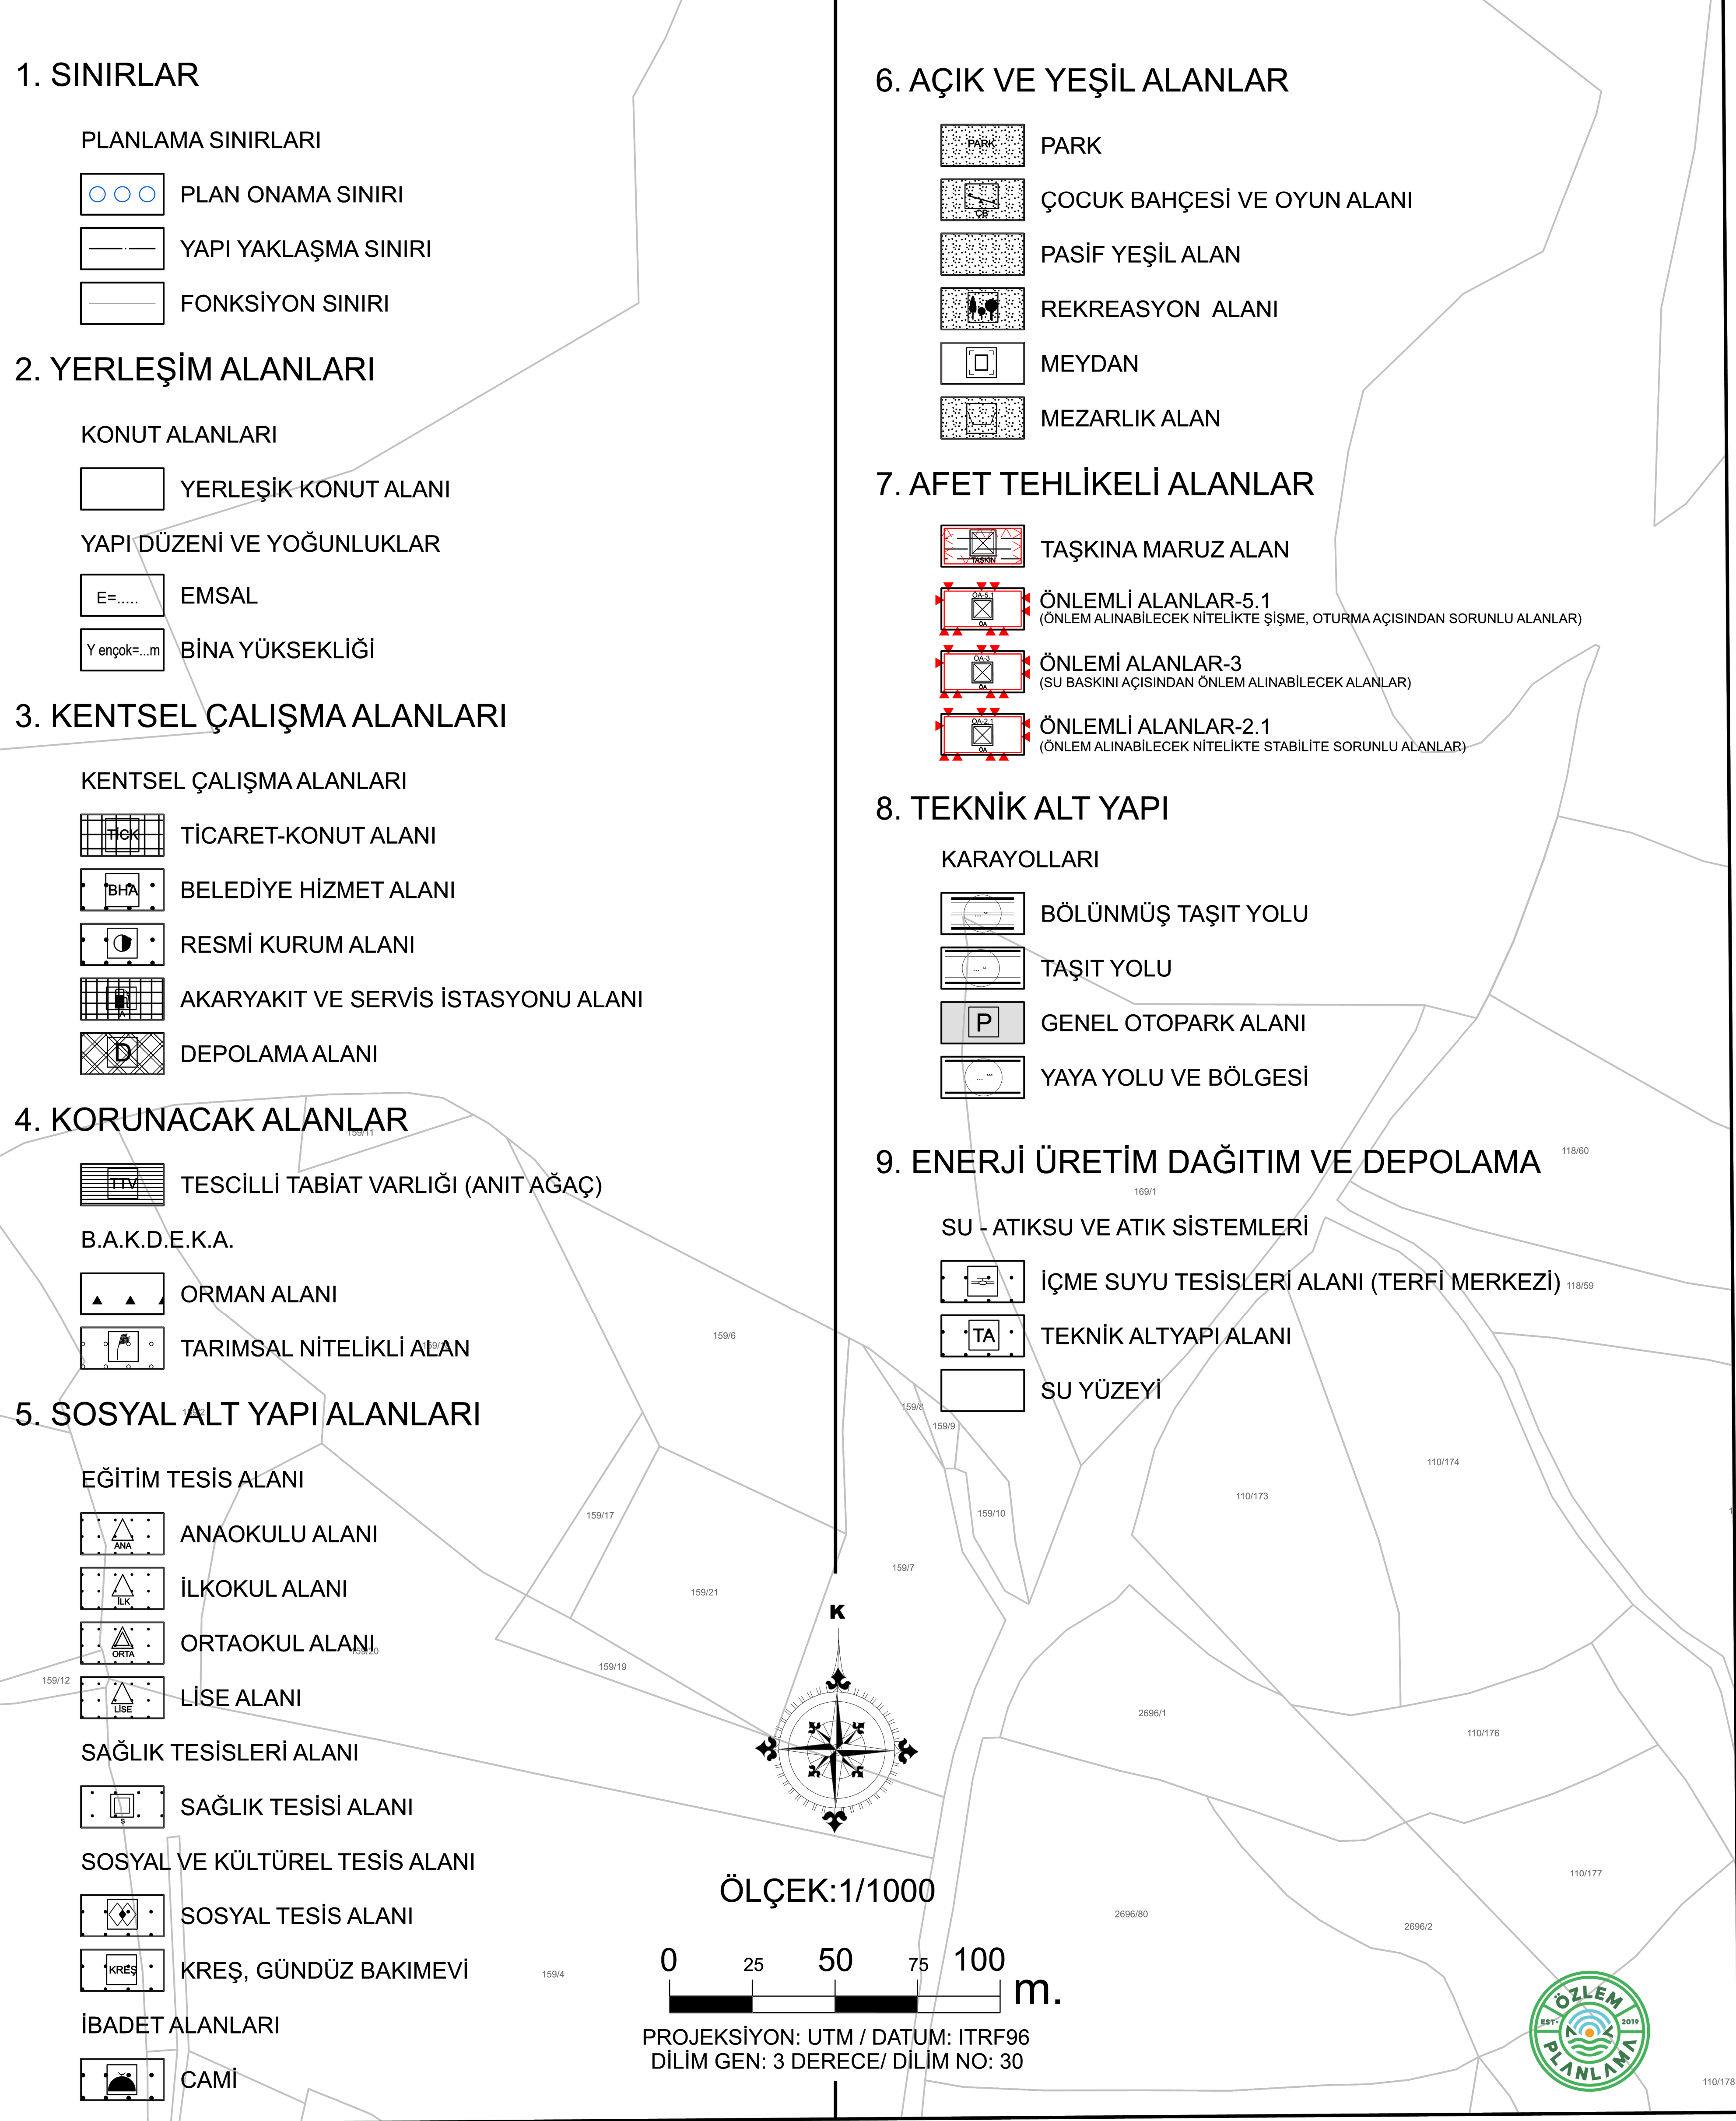 1. SINIRLAR
PLANLAMA SINIRLARI
PLAN ONAMA SINIRI
YAPI YAKLAŞMA SINIRI
FONKSİYON SINIRI
2. YERLEŞİM ALANLARI
KONUT ALANLARI
YERLEŞİK KONUT ALANI
YAPI DÜZENİ VE YOĞUNLUKLAR
E=..... EMSAL
Y ençok=...m BİNA YÜKSEKLİĞİ
3. KENTSEL ÇALIŞMA ALANLARI
KENTSEL ÇALIŞMA ALANLARI
TİCK TİCARET-KONUT ALANI
BHA BELEDİYE HİZMET ALANI
RESMİ KURUM ALANI
A AKARYAKIT VE SERVİS İSTASYONU ALANI
D DEPOLAMA ALANI
4. KORUNACAK ALANLAR
159/11
TTV TESCİLLİ TABİAT VARLIĞI (ANIT AĞAÇ)
B.A.K.D.E.K.A.
ORMAN ALANI
TARIMSAL NİTELİKLİ ALAN
159/6
5. SOSYAL ALT YAPI ALANLARI
EĞİTİM TESİS ALANI
ANA ANAOKULU ALANI
159/17
İLK İLKOKUL ALANI
159/21
ORTA ORTAOKUL ALANI
159/20
159/19
159/12
LİSE LİSE ALANI
SAĞLIK TESİSLERİ ALANI
S SAĞLIK TESİSİ ALANI
SOSYAL VE KÜLTÜREL TESİS ALANI
SOSYAL TESİS ALANI
KREŞ KREŞ, GÜNDÜZ BAKIMEVİ
159/4
İBADET ALANLARI
CAMİ
6. AÇIK VE YEŞİL ALANLAR
PARK PARK
ÇB ÇOCUK BAHÇESİ VE OYUN ALANI
PASİF YEŞİL ALAN
REKREASYON ALANI
MEYDAN
MEZARLIK ALAN
7. AFET TEHLİKELİ ALANLAR
TAŞKIN TAŞKINA MARUZ ALAN
ÖA-5.1 ÖA ÖNLEMLİ ALANLAR-5.1
(ÖNLEM ALINABİLECEK NİTELİKTE ŞİŞME, OTURMA AÇISINDAN SORUNLU ALANLAR)
ÖA-3 ÖA ÖNLEMİ ALANLAR-3
(SU BASKINI AÇISINDAN ÖNLEM ALINABİLECEK ALANLAR)
ÖA-2.1 ÖA ÖNLEMLİ ALANLAR-2.1
(ÖNLEM ALINABİLECEK NİTELİKTE STABİLİTE SORUNLU ALANLAR)
8. TEKNİK ALT YAPI
KARAYOLLARI
BÖLÜNMÜŞ TAŞIT YOLU
TAŞIT YOLU
P GENEL OTOPARK ALANI
YAYA YOLU VE BÖLGESİ
9. ENERJİ ÜRETİM DAĞITIM VE DEPOLAMA
118/60
169/1
SU - ATIKSU VE ATIK SİSTEMLERİ
İÇME SUYU TESİSLERİ ALANI (TERFİ MERKEZİ)
118/59
TA TEKNİK ALTYAPI ALANI
SU YÜZEYİ
159/9
110/174
110/173
159/10
159/7
K
2696/1
110/176
110/177
2696/80
2696/2
110/178
ÖLÇEK:1/1000
0 25 50 75 100 m.
PROJEKSİYON: UTM / DATUM: ITRF96
DİLİM GEN: 3 DERECE/ DİLİM NO: 30
ÖZLEM
EST• 2019
PLANLAMA